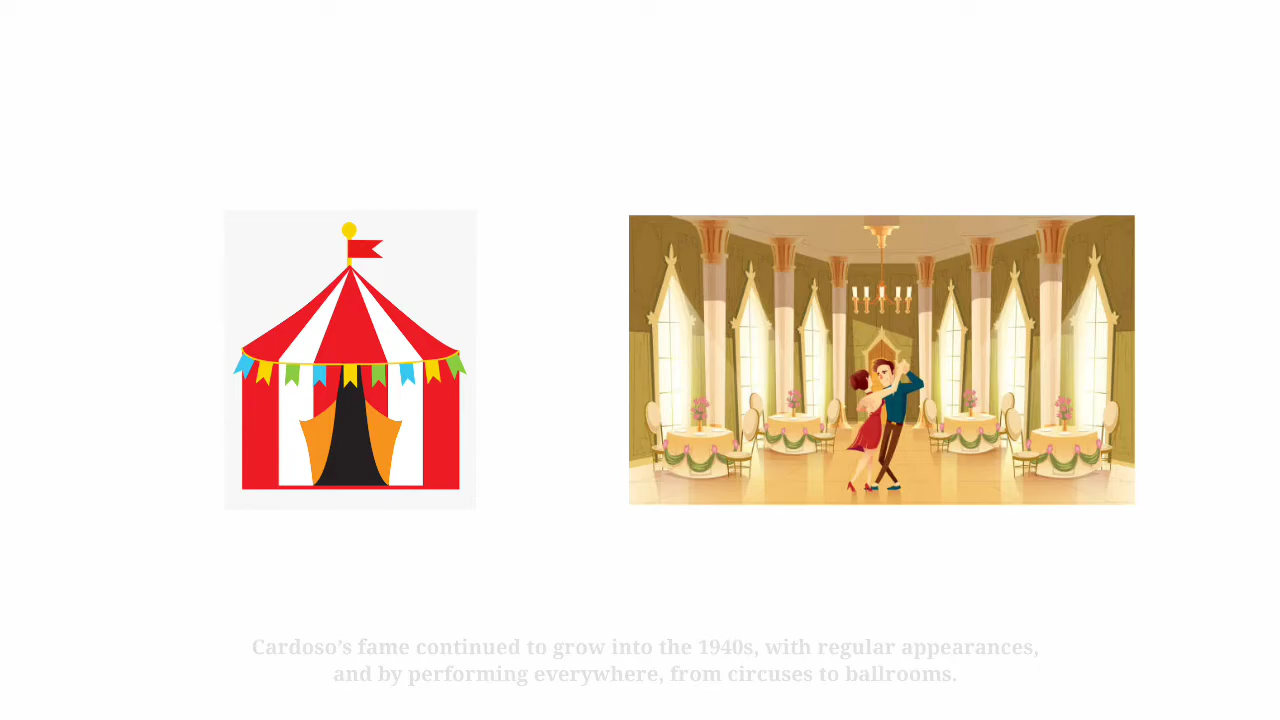 Cardoso’s fame continued to grow into the 1940s, with regular appearances,
and by performing everywhere, from circuses to ballrooms.